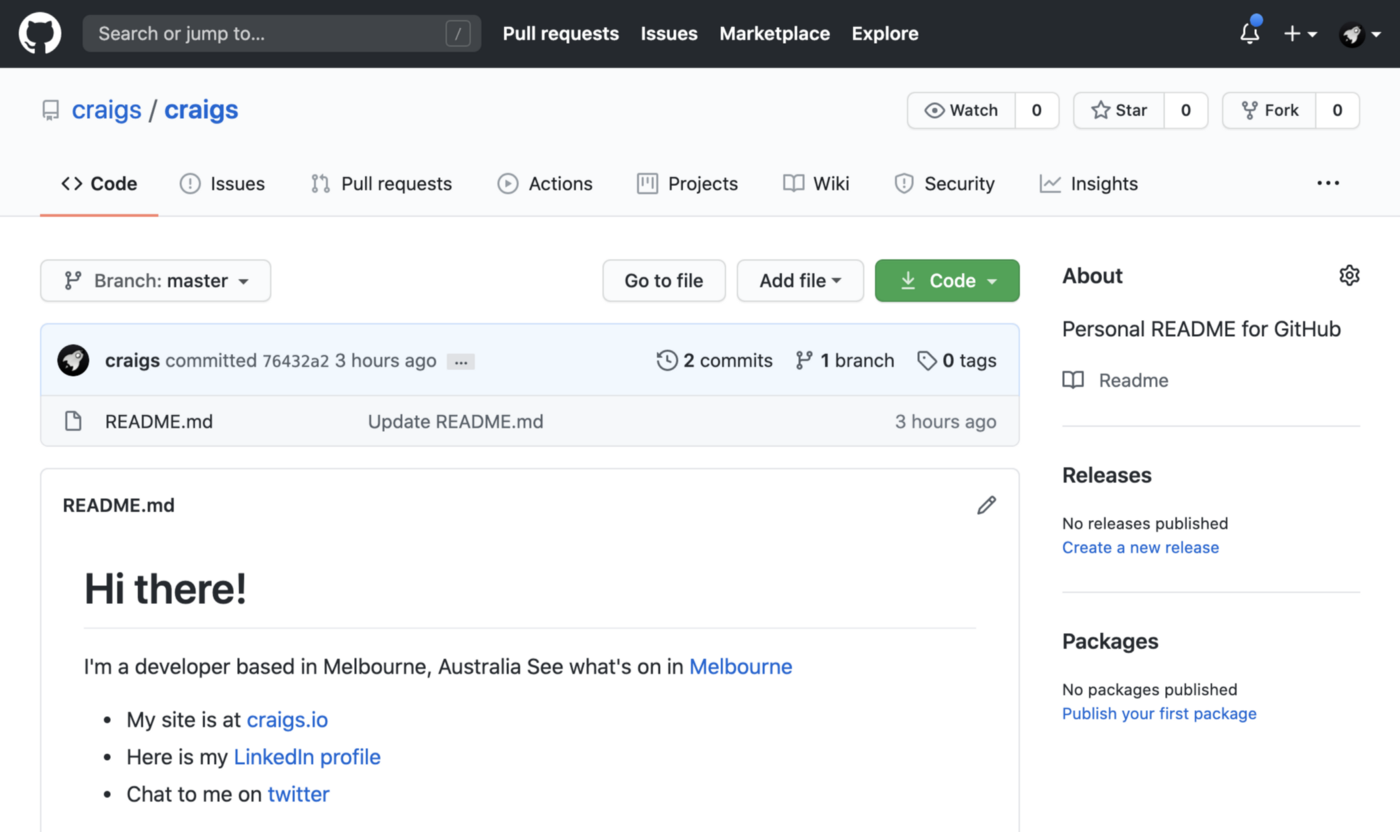 Search or jump to... / Pull requests Issues Marketplace Explore
craigs / craigs Watch 0 Star 0 Fork 0
Code Issues Pull requests Actions Projects Wiki Security Insights ...
Branch: master Go to file Add file Code
craigs committed 76432a2 3 hours ago ... 2 commits 1 branch 0 tags
README.md Update README.md 3 hours ago
README.md
Hi there!
I'm a developer based in Melbourne, Australia See what's on in Melbourne
• My site is at craigs.io
• Here is my LinkedIn profile
• Chat to me on twitter
About
Personal README for GitHub
Readme
Releases
No releases published
Create a new release
Packages
No packages published
Publish your first package